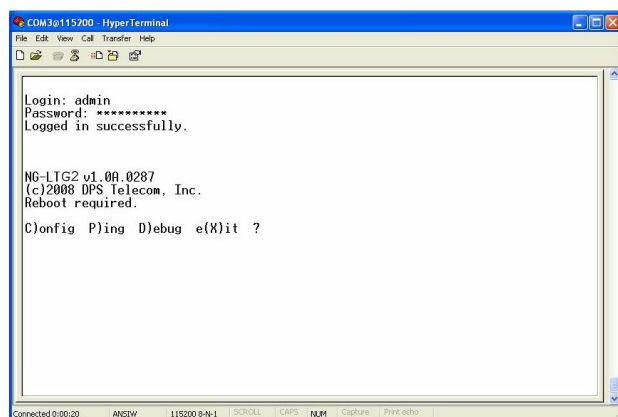 COM3@115200 - HyperTerminal
File Edit View Call Transfer Help
Login: admin
Password: **********
Logged in successfully.
NG-LTG2 v1.0A.0287
(c)2008 DPS Telecom, Inc.
Reboot required.
C)onfig P)ing D)ebug e(X)it ?
Connected 0:00:20 ANSIW 115200 8-N-1 SCROLL CAPS NUM Capture Print echo